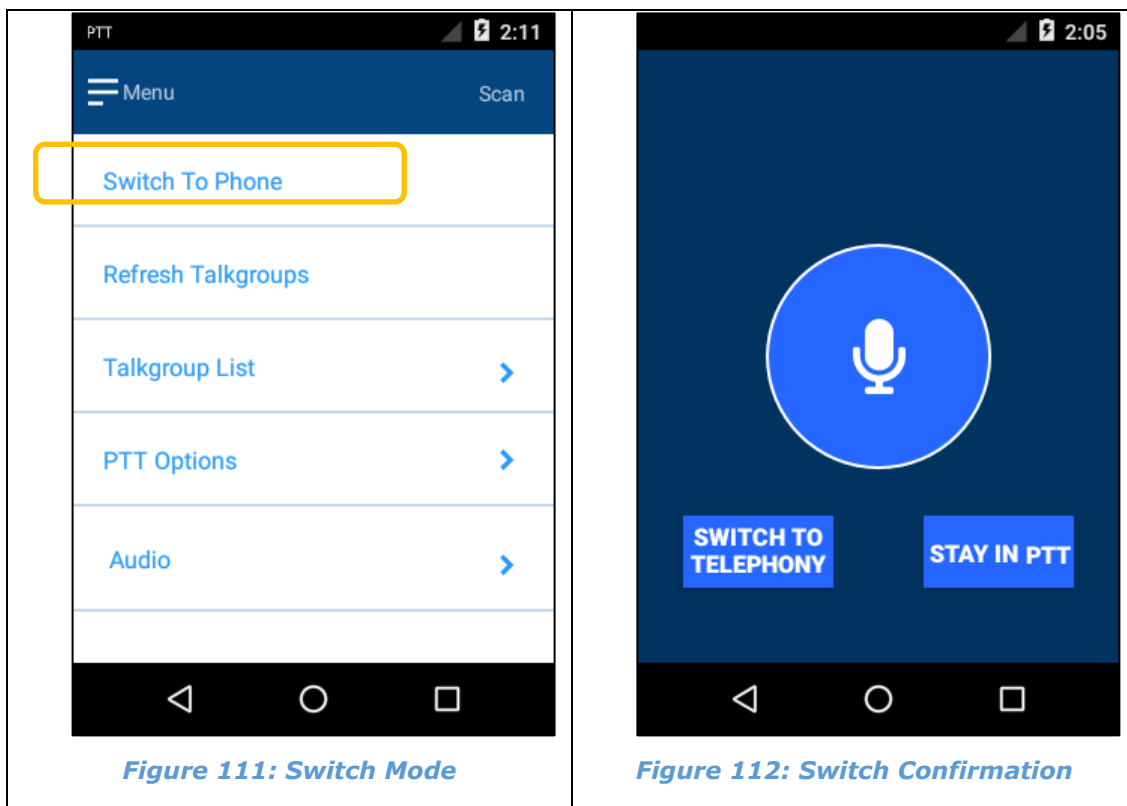 PTT 2:11
Menu Scan
Switch To Phone
Refresh Talkgroups
Talkgroup List
PTT Options
Audio
Figure 111: Switch Mode
2:05
SWITCH TO
TELEPHONY
STAY IN PTT
Figure 112: Switch Confirmation